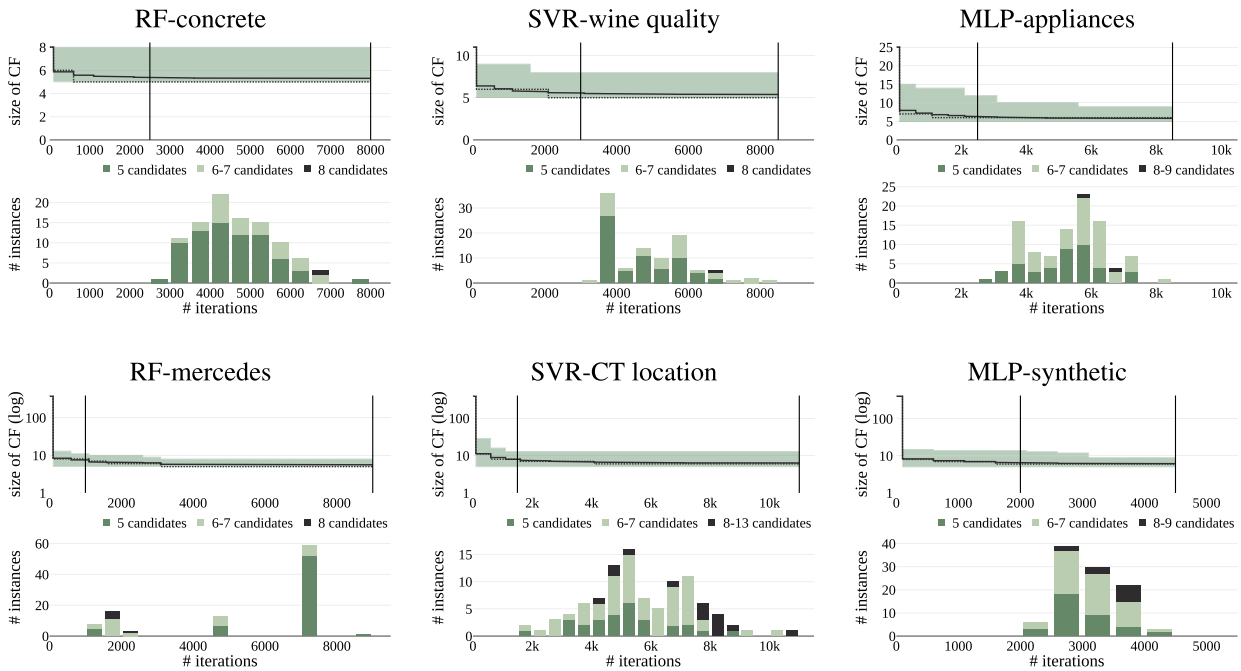 RF-concrete
size of CF
8
6
4
2
0
0 1000 2000 3000 4000 5000 6000 7000 8000
5 candidates 6-7 candidates 8 candidates
# instances
20
15
10
5
0
0 1000 2000 3000 4000 5000 6000 7000 8000
# iterations
SVR-wine quality
size of CF
10
5
0
0 2000 4000 6000 8000
5 candidates 6-7 candidates 8 candidates
# instances
30
20
10
0
0 2000 4000 6000 8000
# iterations
MLP-appliances
size of CF
25
20
15
10
5
0
0 2k 4k 6k 8k 10k
5 candidates 6-7 candidates 8-9 candidates
# instances
25
20
15
10
5
0
0 2k 4k 6k 8k 10k
# iterations
RF-mercedes
size of CF (log)
100
10
1
0 2000 4000 6000 8000
5 candidates 6-7 candidates 8 candidates
# instances
60
40
20
0
0 2000 4000 6000 8000
# iterations
SVR-CT location
size of CF (log)
100
10
1
0 2k 4k 6k 8k 10k
5 candidates 6-7 candidates 8-13 candidates
# instances
15
10
5
0
0 2k 4k 6k 8k 10k
# iterations
MLP-synthetic
size of CF (log)
100
10
1
0 1000 2000 3000 4000 5000
5 candidates 6-7 candidates 8-9 candidates
# instances
40
30
20
10
0
0 1000 2000 3000 4000 5000
# iterations